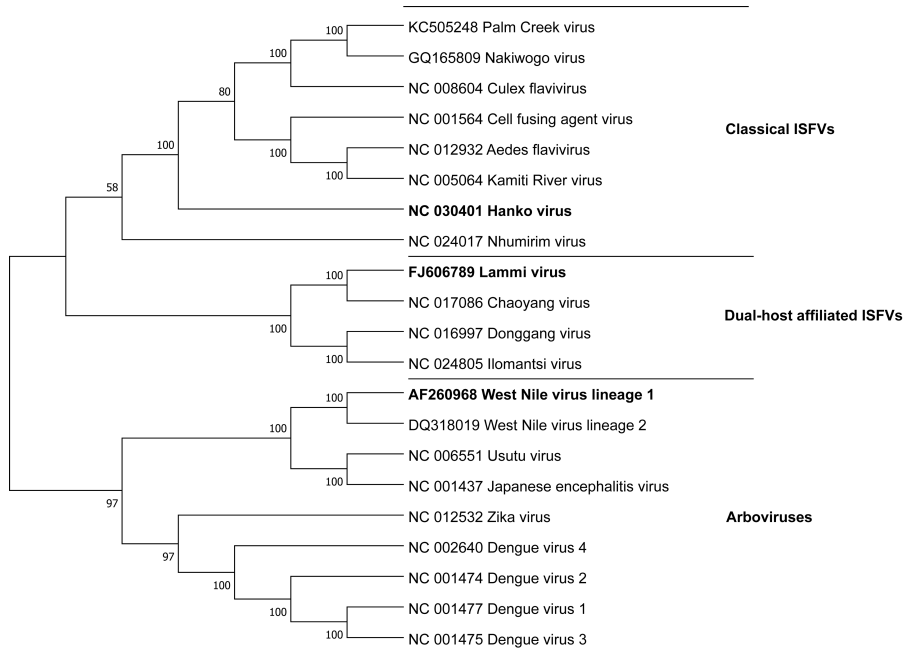 100
KC505248 Palm Creek virus
100
GQ165809 Nakiwogo virus
80
NC 008604 Culex flavivirus
NC 001564 Cell fusing agent virus
Classical ISFVs
100
100
NC 012932 Aedes flavivirus
100
NC 005064 Kamiti River virus
58
NC 030401 Hanko virus
NC 024017 Nhumirim virus
100
FJ606789 Lammi virus
NC 017086 Chaoyang virus
Dual-host affiliated ISFVs
100
NC 016997 Donggang virus
100
NC 024805 Ilomantsi virus
100
AF260968 West Nile virus lineage 1
100
DQ318019 West Nile virus lineage 2
NC 006551 Usutu virus
100
NC 001437 Japanese encephalitis virus
97
NC 012532 Zika virus
Arboviruses
97
NC 002640 Dengue virus 4
100
NC 001474 Dengue virus 2
100
NC 001477 Dengue virus 1
100
NC 001475 Dengue virus 3